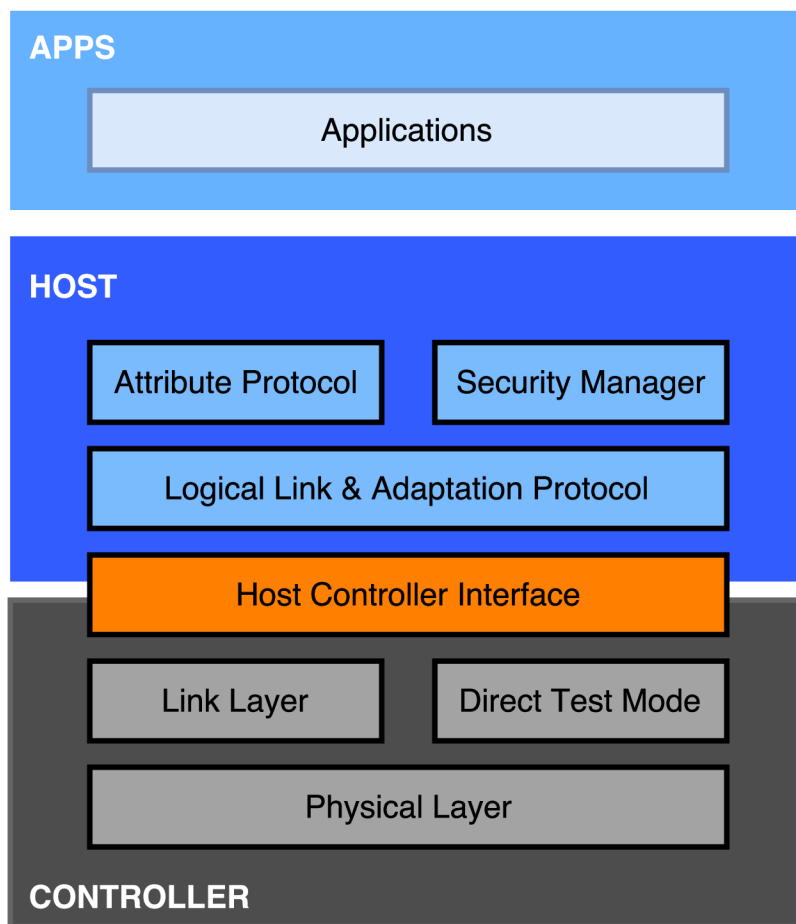 APPS
Applications
HOST
Attribute Protocol
Security Manager
Logical Link & Adaptation Protocol
Host Controller Interface
Link Layer
Direct Test Mode
Physical Layer
CONTROLLER